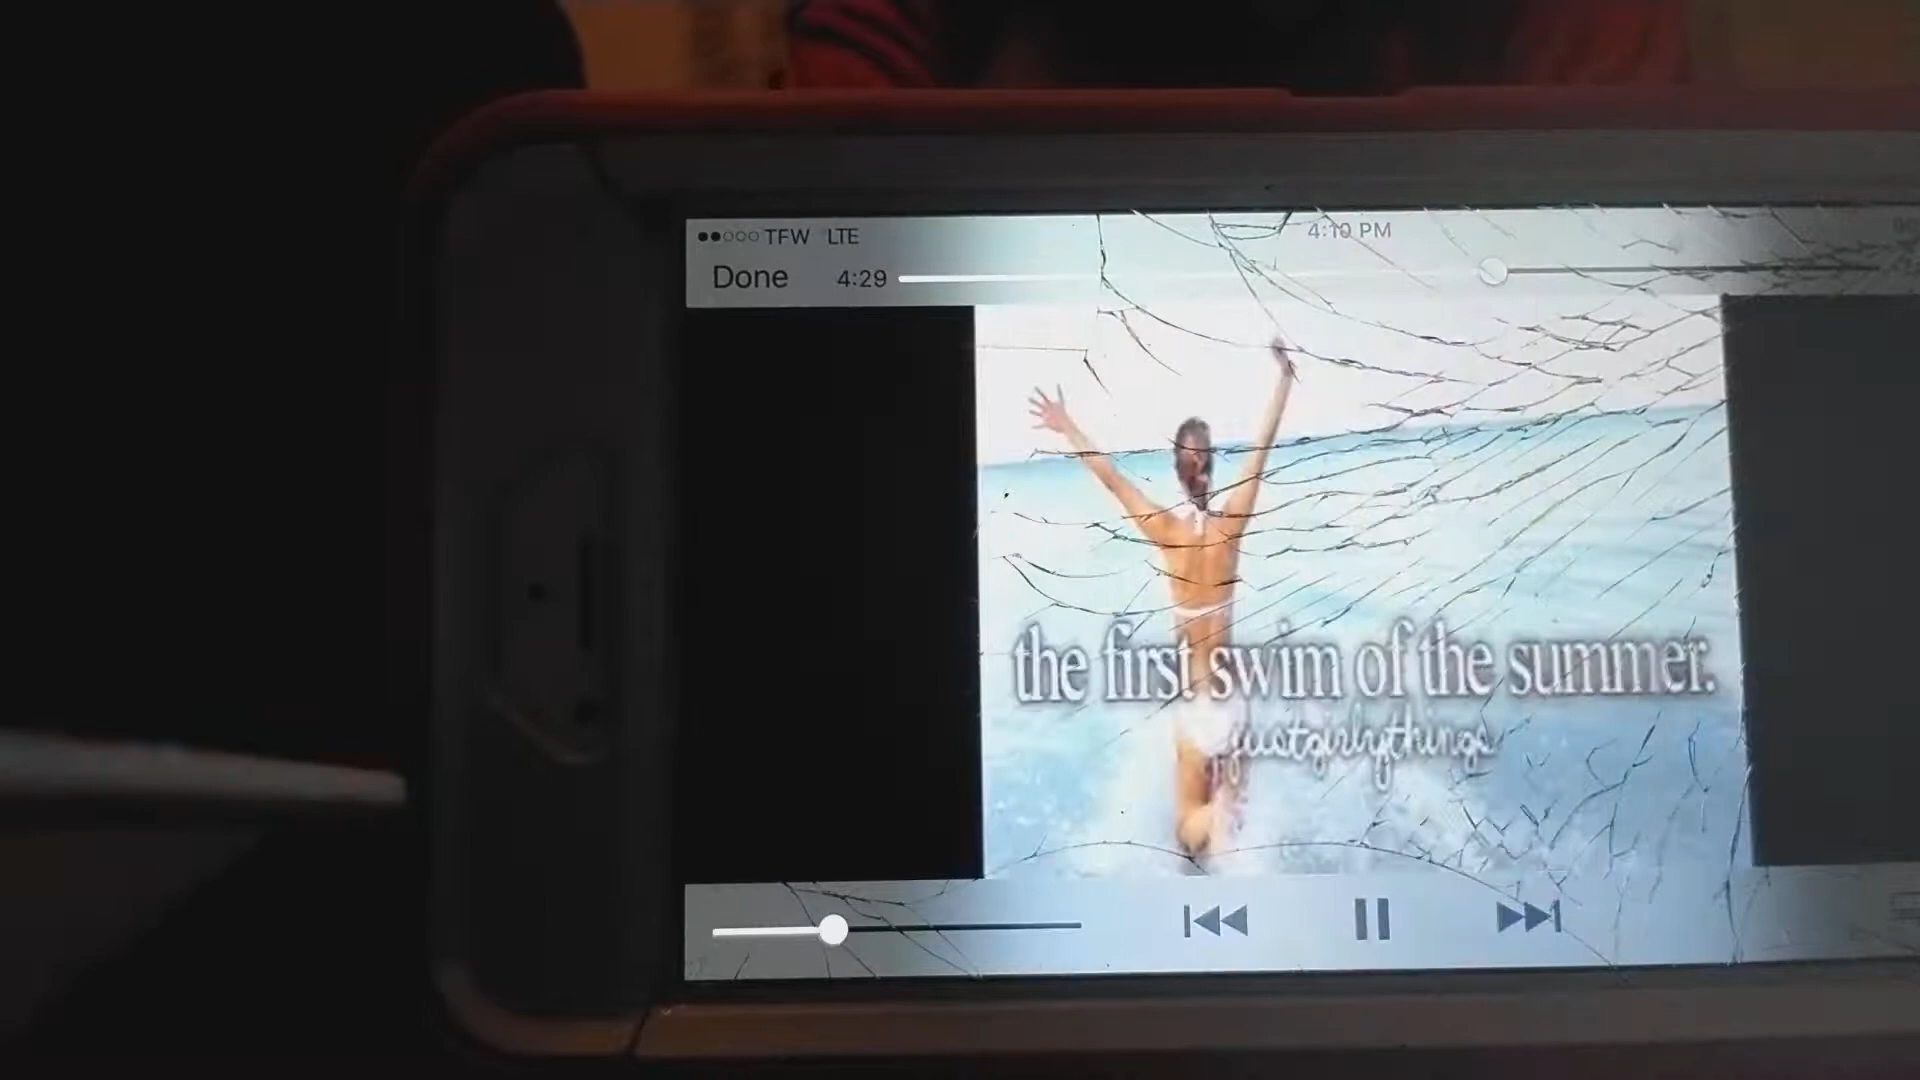 TFW LTE 4:10 PM
Done 4:29
the first swim of the summer.
justgirlythings